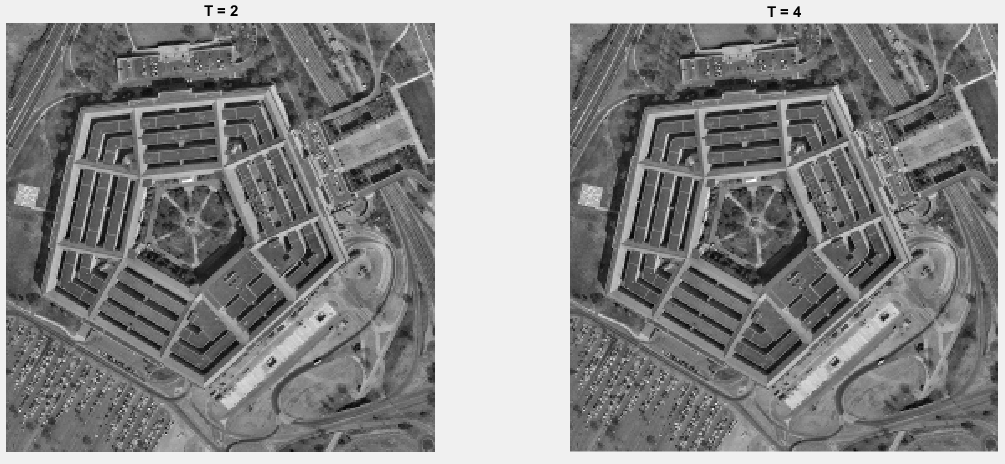 T = 2
T = 4